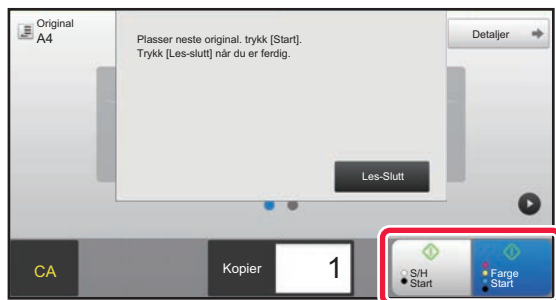 Original
A4
Plasser neste original. trykk [Start].
Trykk [Les-slutt] når du er ferdig.
Detaljer
Les-Slutt
CA
Kopier
1
S/H
Start
Farge
Start